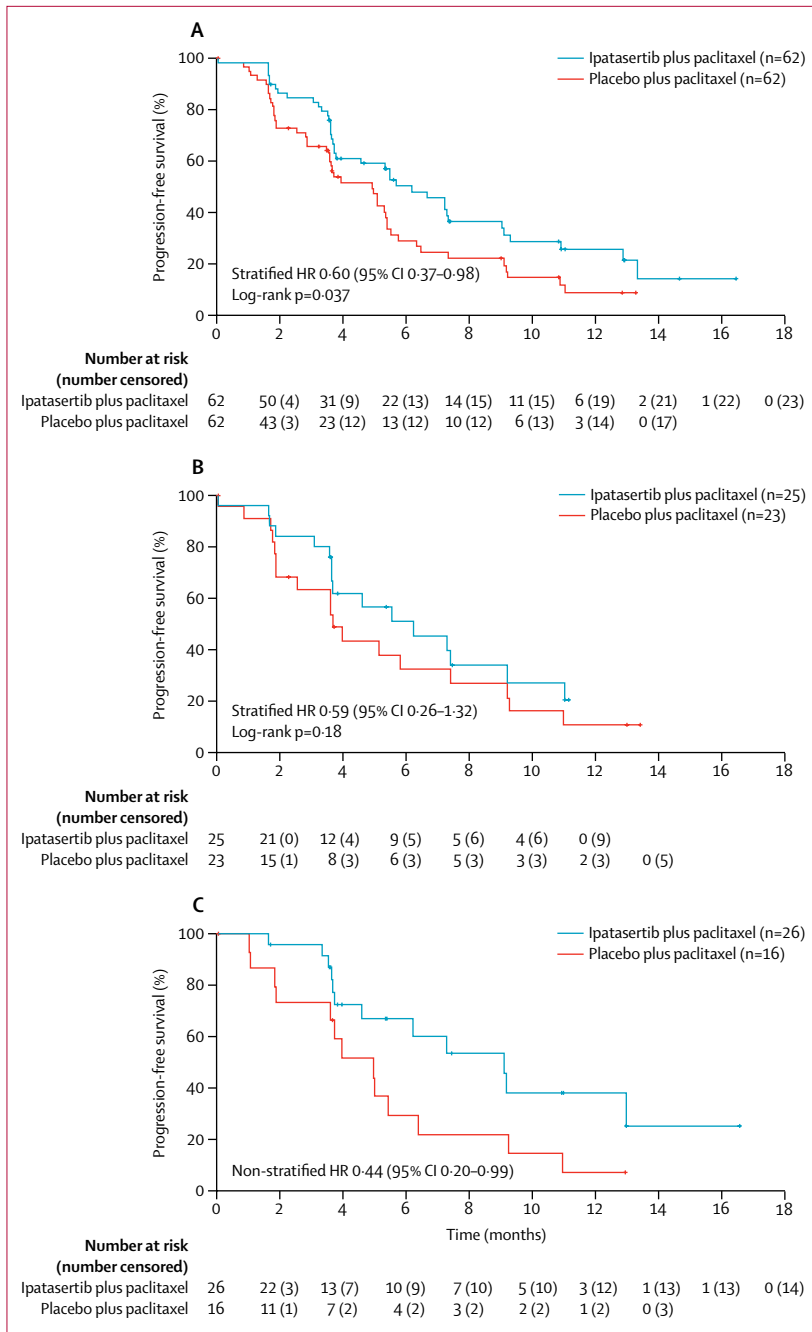 A
Ipatasertib plus paclitaxel (n=62)
Placebo plus paclitaxel (n=62)
Progression-free survival (%)
100
80
60
40
20
0
Stratified HR 0·60 (95% CI 0·37–0·98)
Log-rank p=0·037
0 2 4 6 8 10 12 14 16 18
Number at risk
(number censored)
Ipatasertib plus paclitaxel 62 50 (4) 31 (9) 22 (13) 14 (15) 11 (15) 6 (19) 2 (21) 1 (22) 0 (23)
Placebo plus paclitaxel 62 43 (3) 23 (12) 13 (12) 10 (12) 6 (13) 3 (14) 0 (17)
B
Ipatasertib plus paclitaxel (n=25)
Placebo plus paclitaxel (n=23)
Progression-free survival (%)
100
80
60
40
20
0
Stratified HR 0·59 (95% CI 0·26–1·32)
Log-rank p=0·18
0 2 4 6 8 10 12 14 16 18
Number at risk
(number censored)
Ipatasertib plus paclitaxel 25 21 (0) 12 (4) 9 (5) 5 (6) 4 (6) 0 (9)
Placebo plus paclitaxel 23 15 (1) 8 (3) 6 (3) 5 (3) 3 (3) 2 (3) 0 (5)
C
Ipatasertib plus paclitaxel (n=26)
Placebo plus paclitaxel (n=16)
Progression-free survival (%)
100
80
60
40
20
0
Non-stratified HR 0·44 (95% CI 0·20–0·99)
0 2 4 6 8 10 12 14 16 18
Time (months)
Number at risk
(number censored)
Ipatasertib plus paclitaxel 26 22 (3) 13 (7) 10 (9) 7 (10) 5 (10) 3 (12) 1 (13) 1 (13) 0 (14)
Placebo plus paclitaxel 16 11 (1) 7 (2) 4 (2) 3 (2) 2 (2) 1 (2) 0 (3)